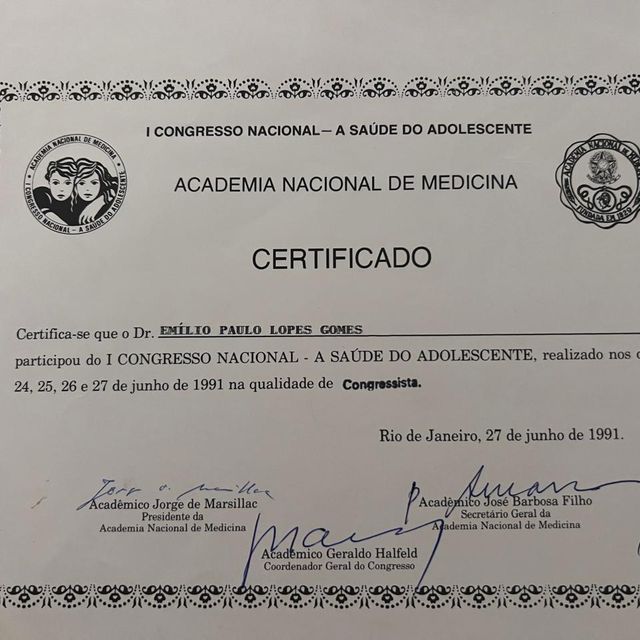 I CONGRESSO NACIONAL — A SAÚDE DO ADOLESCENTE
ACADEMIA NACIONAL DE MEDICINA
I CONGRESSO NACIONAL - A SAÚDE DO ADOLESCENTE
ACADEMIA NACIONAL DE
ACADEMIA NACIONAL DE MEDICINA
CERTIFICADO
Certifica-se que o Dr. EMÍLIO PAULO LOPES GOMES
participou do I CONGRESSO NACIONAL - A SAÚDE DO ADOLESCENTE, realizado nos
24, 25, 26 e 27 de junho de 1991 na qualidade de Congressista.
Rio de Janeiro, 27 de junho de 1991.
Acadêmico Jorge de Marsillac
Presidente da
Academia Nacional de Medicina
Acadêmico José Barbosa Filho
Secretário Geral da
Academia Nacional de Medicina
Acadêmico Geraldo Halfeld
Coordenador Geral do Congresso